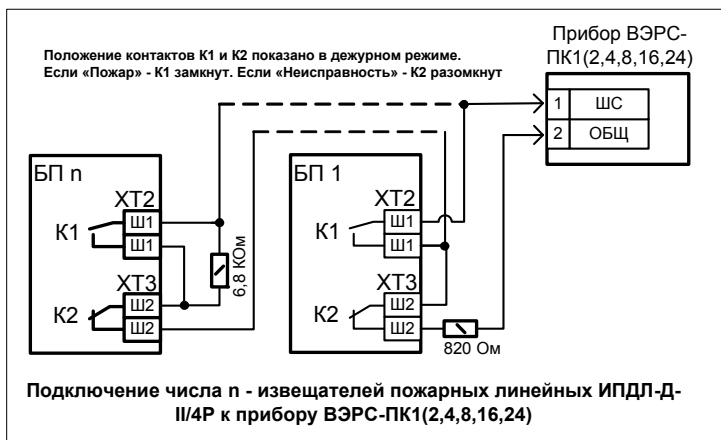 Положение контактов К1 и К2 показано в дежурном режиме.
Если «Пожар» - К1 замкнут. Если «Неисправность» - К2 разомкнут
Прибор ВЭРС-
ПК1(2,4,8,16,24)
1 ШС
2 ОБЩ
БП n
ХТ2
К1
Ш1
Ш1
ХТ3
К2
Ш2
Ш2
6,8 КОм
БП 1
ХТ2
К1
Ш1
Ш1
ХТ3
К2
Ш2
Ш2
820 Ом
Подключение числа n - извещателей пожарных линейных ИПДЛ-Д-
II/4Р к прибору ВЭРС-ПК1(2,4,8,16,24)